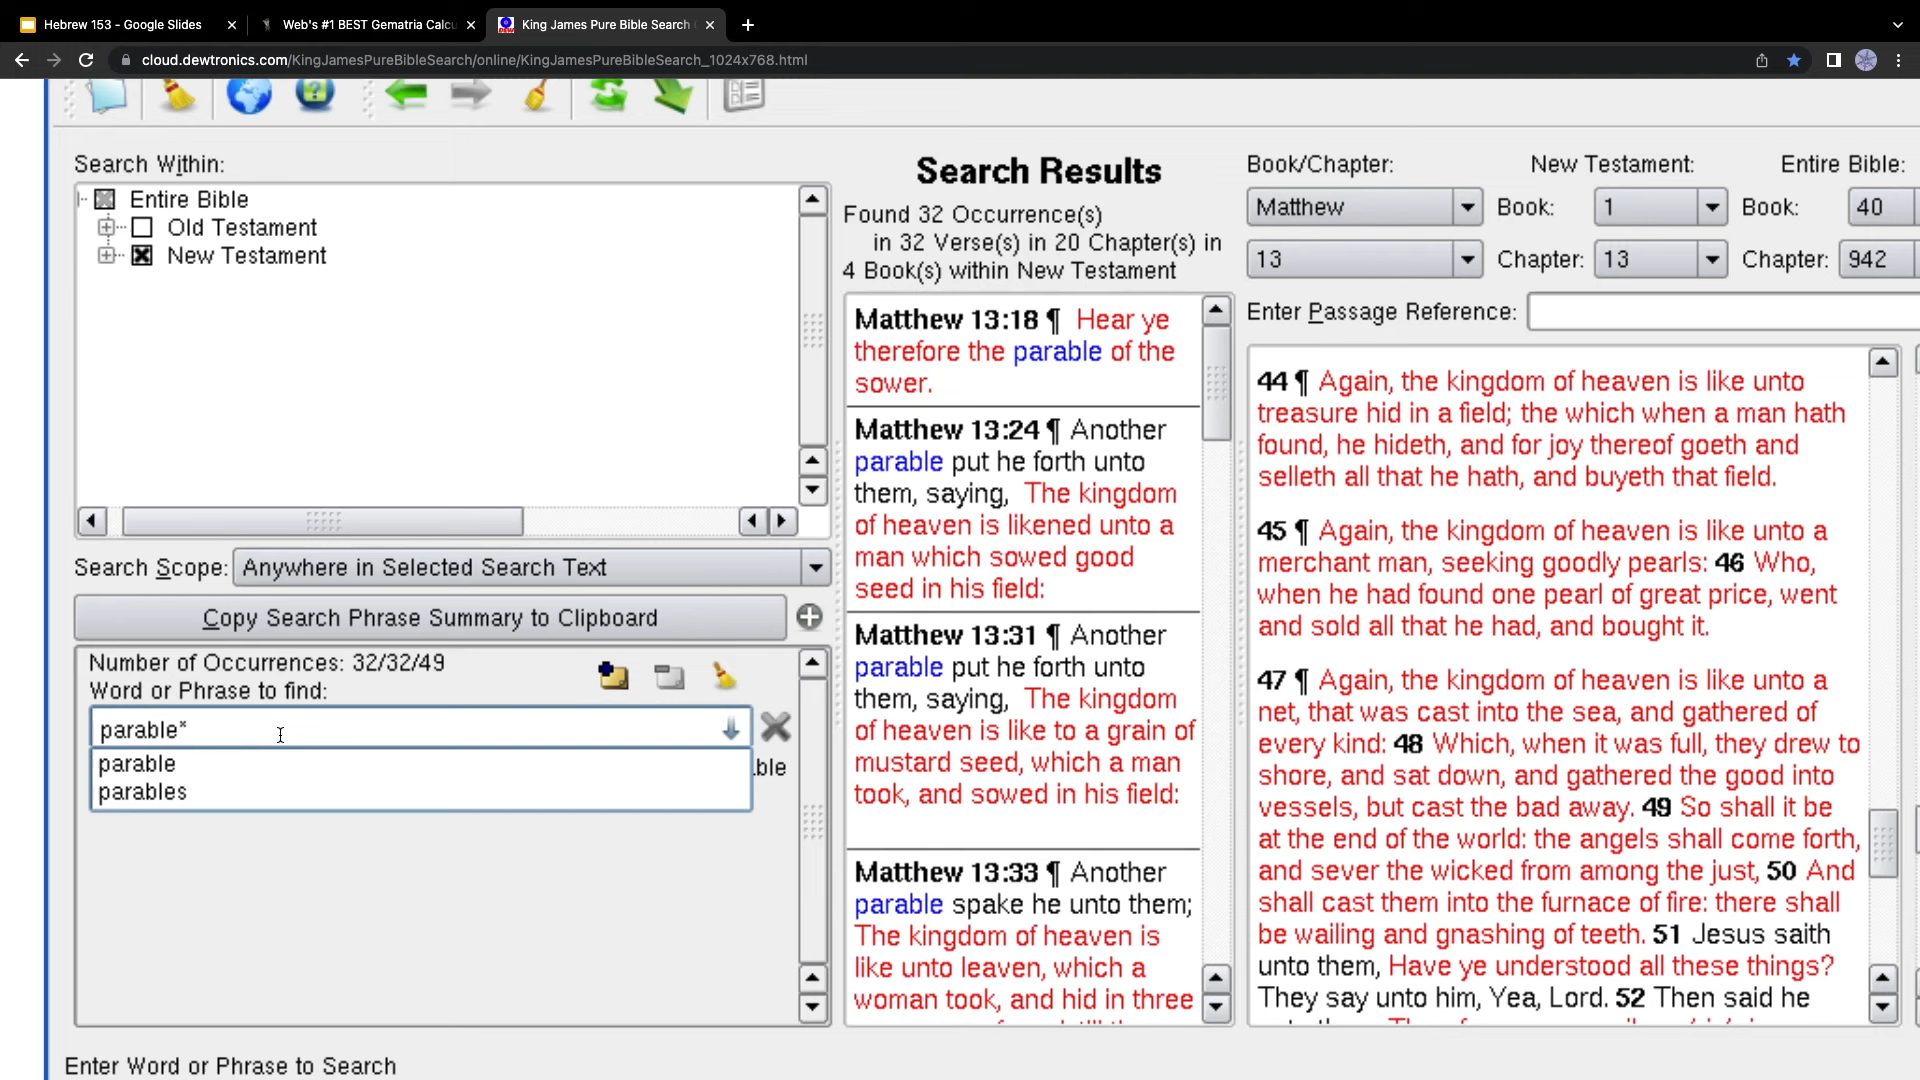 Hebrew 153 - Google Slides
Web's #1 BEST Gematria Calcu
King James Pure Bible Search
cloud.dewtronics.com/KingJamesPureBibleSearch/online/KingJamesPureBibleSearch_1024x768.html
Search Within:
Entire Bible
Old Testament
New Testament
Search Scope: Anywhere in Selected Search Text
Copy Search Phrase Summary to Clipboard
Number of Occurrences: 32/32/49
Word or Phrase to find:
parable*
parable
parables
Enter Word or Phrase to Search
Search Results
Found 32 Occurrence(s)
in 32 Verse(s) in 20 Chapter(s) in
4 Book(s) within New Testament
Matthew 13:18 ¶ Hear ye
therefore the parable of the
sower.
Matthew 13:24 ¶ Another
parable put he forth unto
them, saying, The kingdom
of heaven is likened unto a
man which sowed good
seed in his field:
Matthew 13:31 ¶ Another
parable put he forth unto
them, saying, The kingdom
of heaven is like to a grain of
mustard seed, which a man
took, and sowed in his field:
Matthew 13:33 ¶ Another
parable spake he unto them;
The kingdom of heaven is
like unto leaven, which a
woman took, and hid in three
Book/Chapter: New Testament: Entire Bible:
Matthew Book: 1 Book: 40
13 Chapter: 13 Chapter: 942
Enter Passage Reference:
44 ¶ Again, the kingdom of heaven is like unto
treasure hid in a field; the which when a man hath
found, he hideth, and for joy thereof goeth and
selleth all that he hath, and buyeth that field.
45 ¶ Again, the kingdom of heaven is like unto a
merchant man, seeking goodly pearls: 46 Who,
when he had found one pearl of great price, went
and sold all that he had, and bought it.
47 ¶ Again, the kingdom of heaven is like unto a
net, that was cast into the sea, and gathered of
every kind: 48 Which, when it was full, they drew to
shore, and sat down, and gathered the good into
vessels, but cast the bad away. 49 So shall it be
at the end of the world: the angels shall come forth,
and sever the wicked from among the just, 50 And
shall cast them into the furnace of fire: there shall
be wailing and gnashing of teeth. 51 Jesus saith
unto them, Have ye understood all these things?
They say unto him, Yea, Lord. 52 Then said he